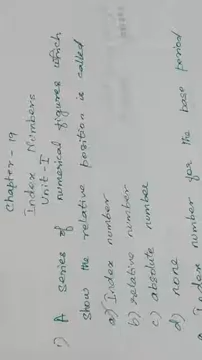 Chapter - 19
Index Numbers
Unit - I
1) A series of numerical figures which
show the relative position is called
a) Index number
b) relative number
c) absolute number
d) none
Index number for the base period